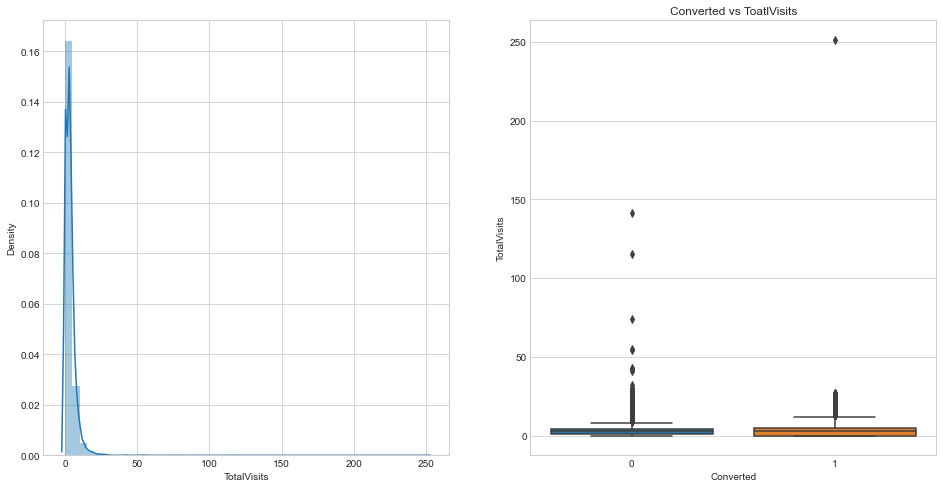 Converted vs ToatlVisits
0.16
0.14
0.12
0.10
0.08
0.06
0.04
0.02
0.00
Density
0 50 100 150 200 250
TotalVisits
250
200
150
100
50
0
TotalVisits
0 1
Converted